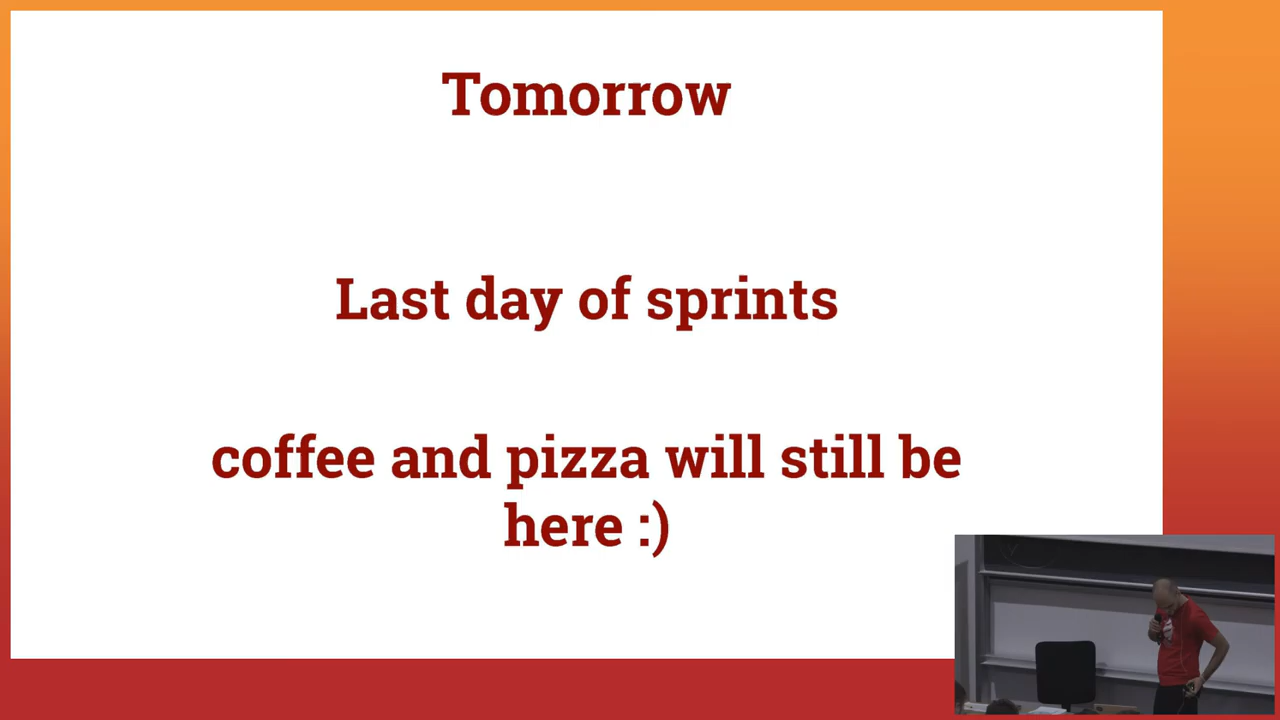 Tomorrow
Last day of sprints
coffee and pizza will still be
here :)